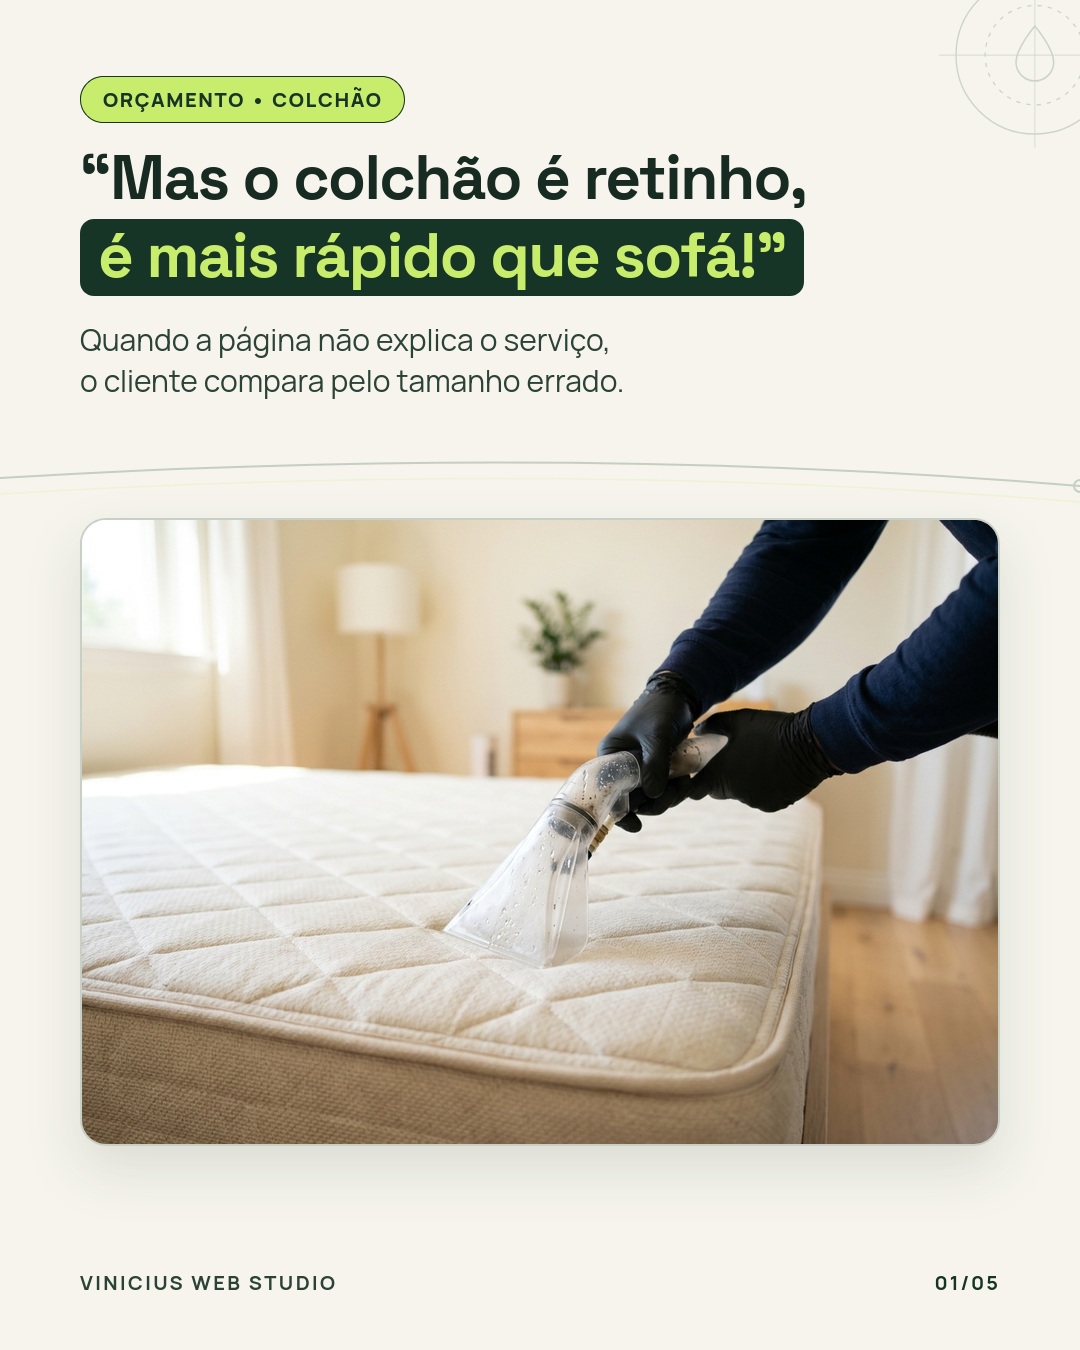 ORÇAMENTO • COLCHÃO
“Mas o colchão é retinho,
é mais rápido que sofá!”
Quando a página não explica o serviço,
o cliente compara pelo tamanho errado.
VINICIUS WEB STUDIO
01/05